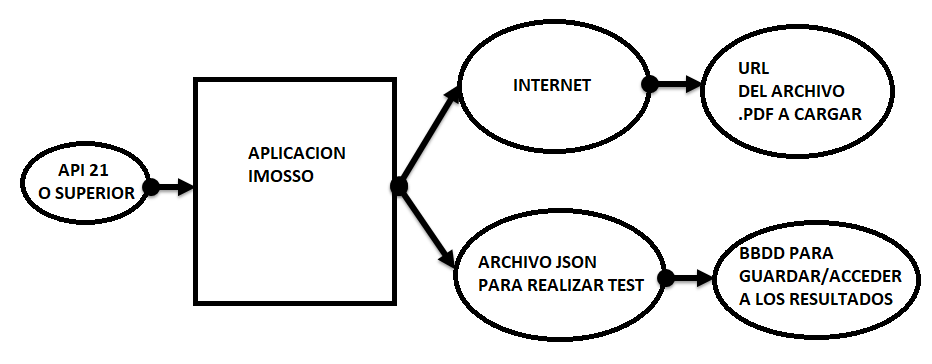 API 21
O SUPERIOR
APLICACION
IMOSSO
INTERNET
URL
DEL ARCHIVO
.PDF A CARGAR
ARCHIVO JSON
PARA REALIZAR TEST
BBDD PARA
GUARDAR/ACCEDER
A LOS RESULTADOS